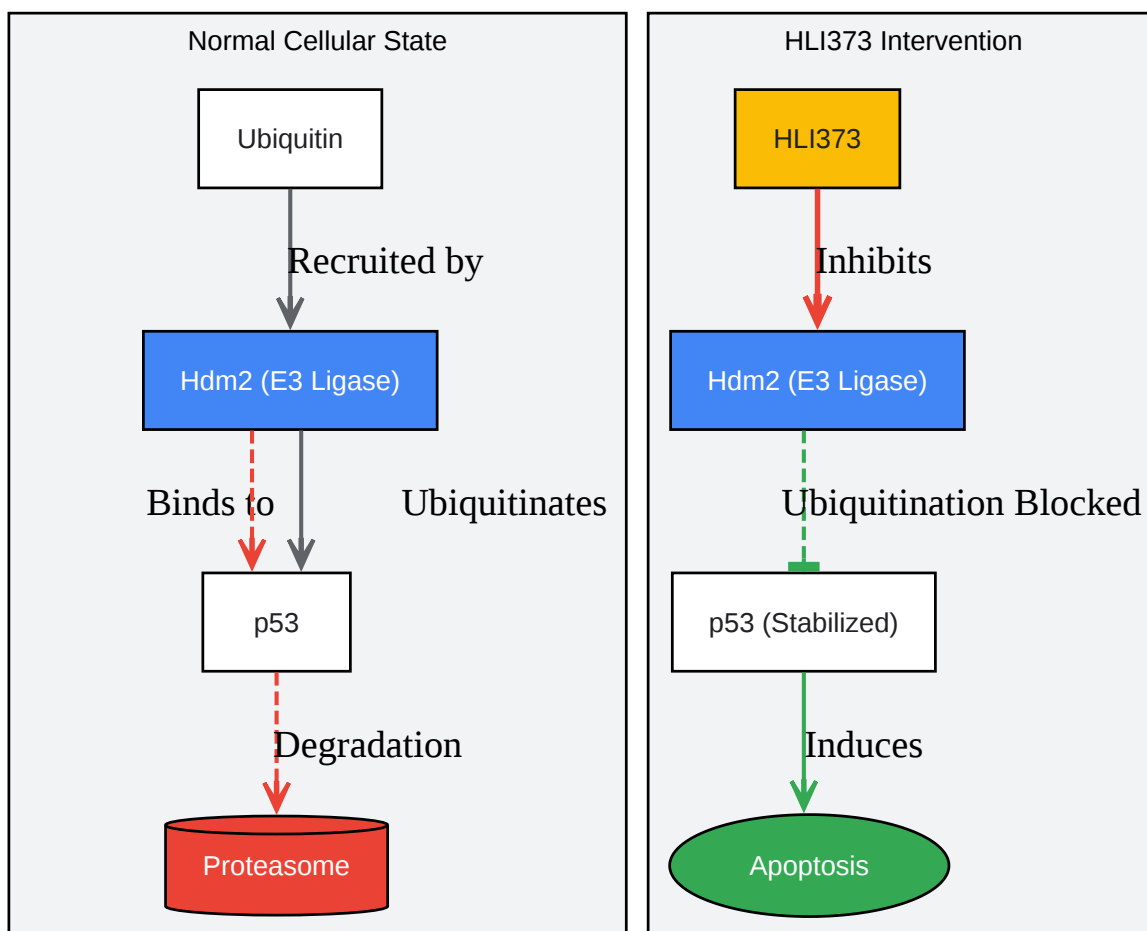 Normal Cellular State
Ubiquitin
Recruited by
Hdm2 (E3 Ligase)
Binds to
Ubiquitinates
p53
Degradation
Proteasome
HLI373 Intervention
HLI373
Inhibits
Hdm2 (E3 Ligase)
Ubiquitination Blocked
p53 (Stabilized)
Induces
Apoptosis